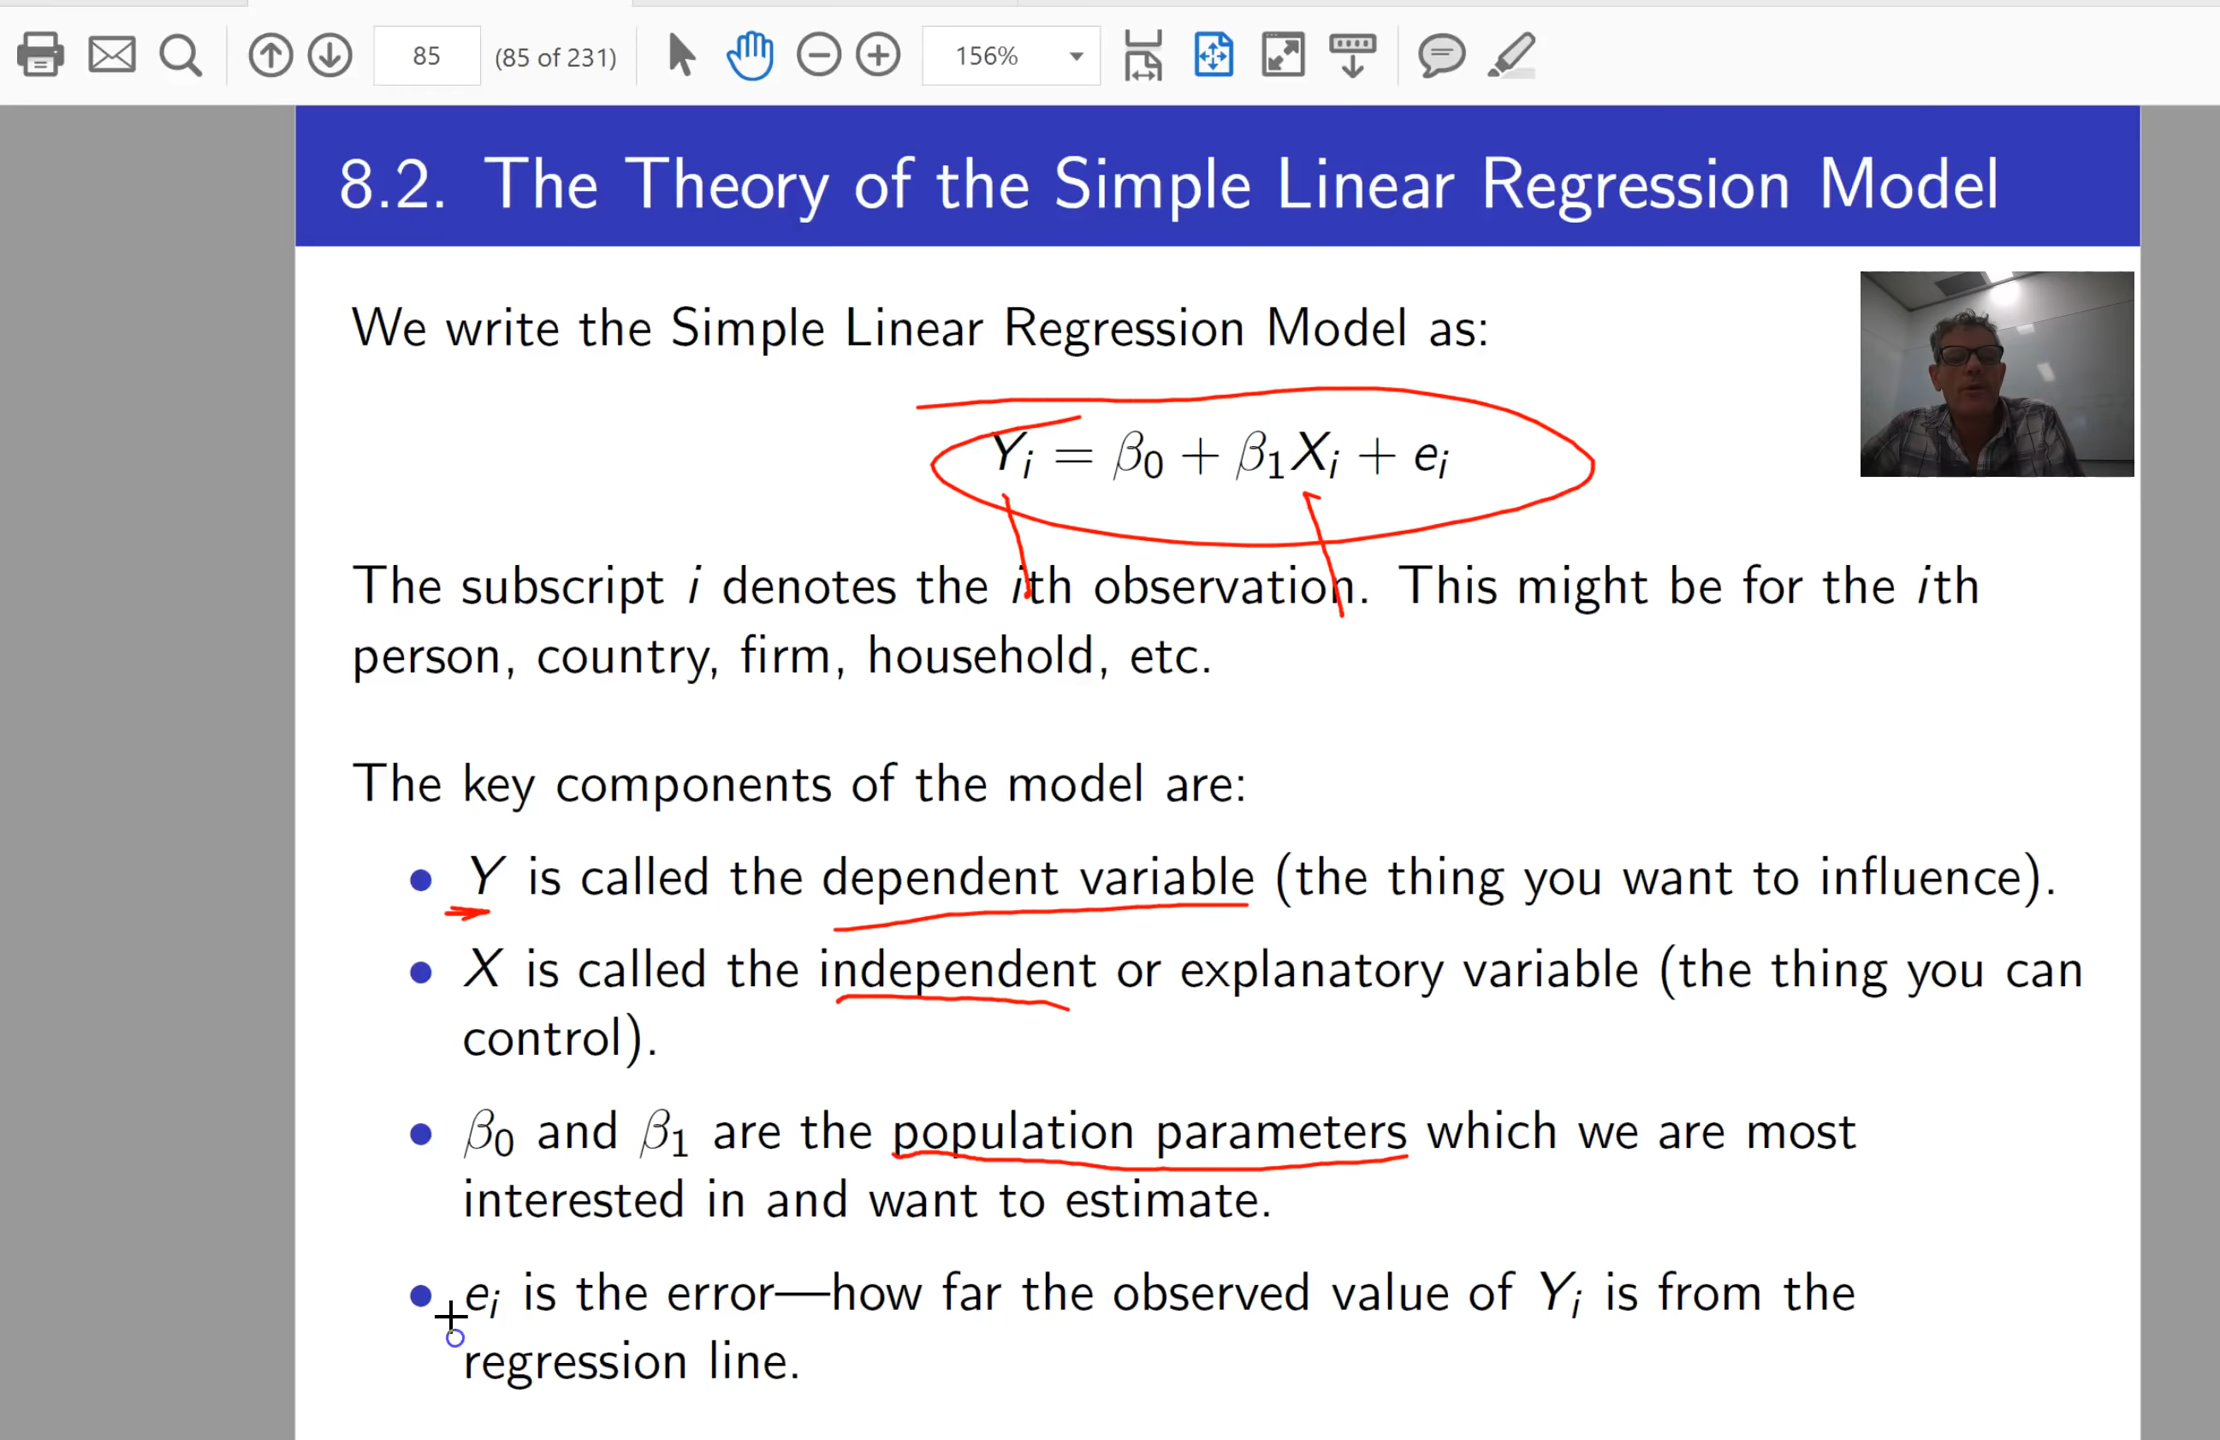 85 (85 of 231) 156%
8.2. The Theory of the Simple Linear Regression Model
We write the Simple Linear Regression Model as:
Yᵢ = β₀ + β₁Xᵢ + eᵢ
The subscript i denotes the ith observation. This might be for the ith
person, country, firm, household, etc.
The key components of the model are:
• Y is called the dependent variable (the thing you want to influence).
• X is called the independent or explanatory variable (the thing you can
control).
• β₀ and β₁ are the population parameters which we are most
interested in and want to estimate.
• eᵢ is the error—how far the observed value of Yᵢ is from the
regression line.